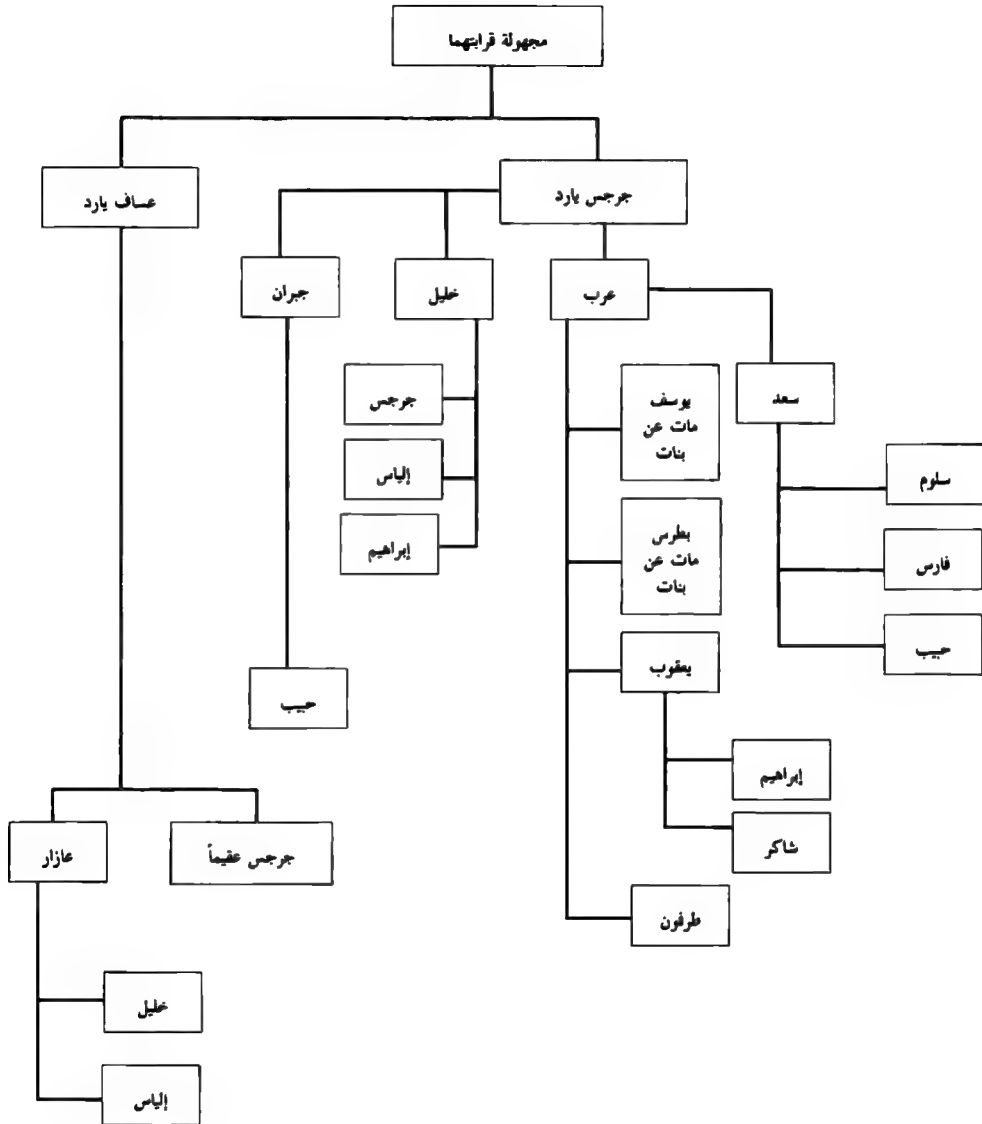 مجهولة قرابتهما
جرجس يارد
عساف يارد
عرب
خليل
جبران
سعد
يوسف
مات عن
بنات
جرجس
سلوم
إلياس
بطرس
مات عن
بنات
إبراهيم
فارس
حبيب
يعقوب
حبيب
إبراهيم
شاكر
جرجس عقيماً
عازار
طرفون
خليل
إلياس